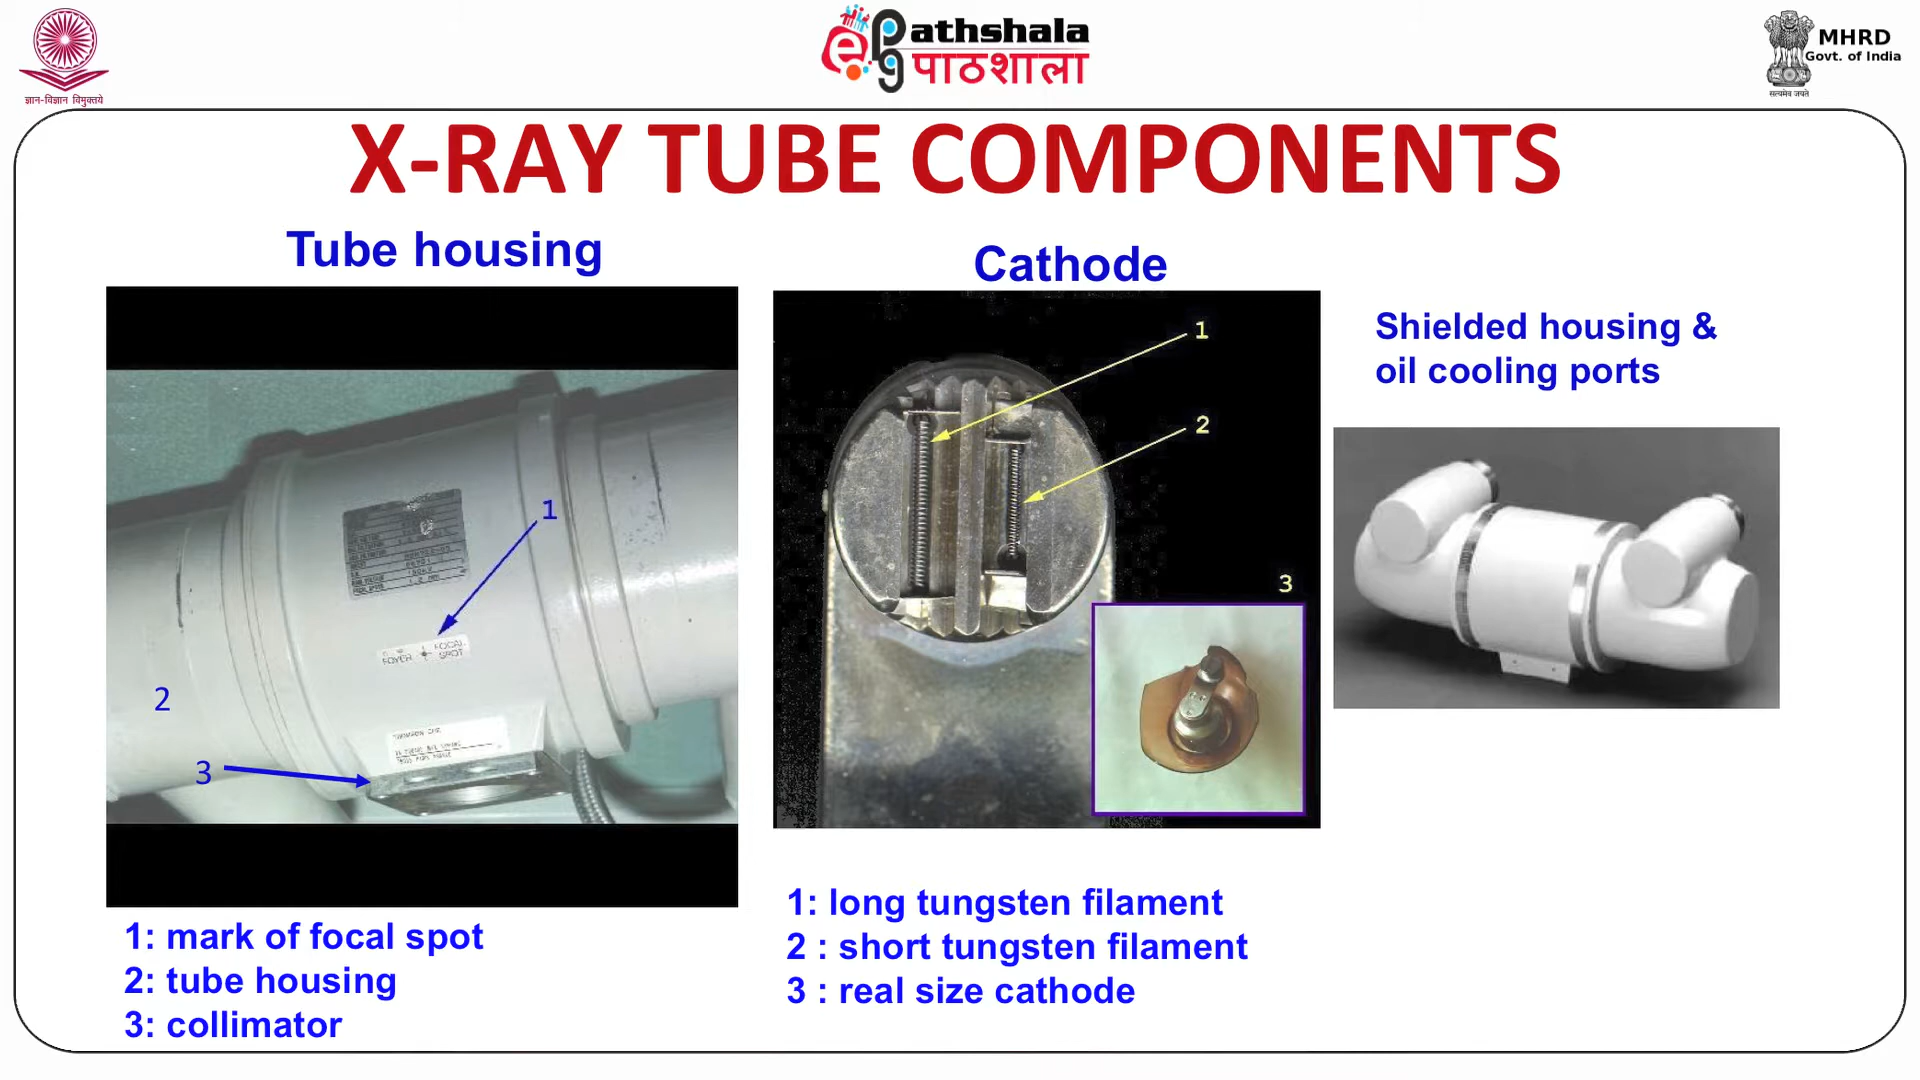 ज्ञान-विज्ञान विमुक्तये
ePG
athshala
पाठशाला
MHRD
Govt. of India
सत्यमेव जयते
X-RAY TUBE COMPONENTS
Tube housing
Cathode
Shielded housing &
oil cooling ports
1
2
3
FOYER FOCAL
SPOT
1
2
3
1: mark of focal spot
2: tube housing
3: collimator
1: long tungsten filament
2 : short tungsten filament
3 : real size cathode